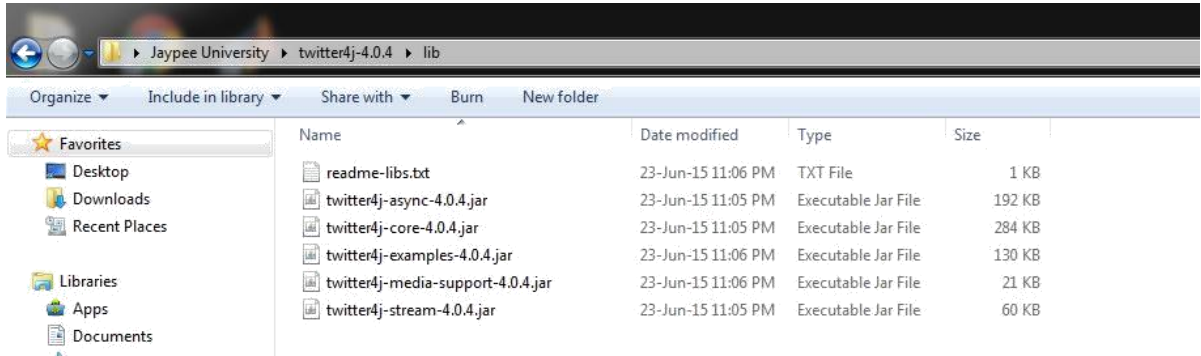 Jaypee University twitter4j-4.0.4 lib
Organize Include in library Share with Burn New folder
Favorites
Desktop
Downloads
Recent Places
Libraries
Apps
Documents
Name Date modified Type Size
readme-libs.txt 23-Jun-15 11:06 PM TXT File 1 KB
twitter4j-async-4.0.4.jar 23-Jun-15 11:05 PM Executable Jar File 192 KB
twitter4j-core-4.0.4.jar 23-Jun-15 11:05 PM Executable Jar File 284 KB
twitter4j-examples-4.0.4.jar 23-Jun-15 11:06 PM Executable Jar File 130 KB
twitter4j-media-support-4.0.4.jar 23-Jun-15 11:06 PM Executable Jar File 21 KB
twitter4j-stream-4.0.4.jar 23-Jun-15 11:05 PM Executable Jar File 60 KB